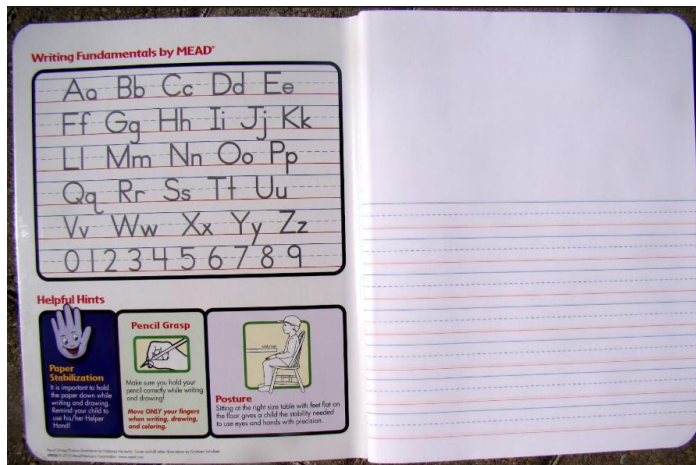 Writing Fundamentals by MEAD®
Aa Bb Cc Dd Ee
Ff Gg Hh Ii Jj Kk
Ll Mm Nn Oo Pp
Qq Rr Ss Tt Uu
Vv Ww Xx Yy Zz
0 1 2 3 4 5 6 7 8 9
Helpful Hints
Paper
Stabilization
It is important to hold
the paper down while
writing and drawing.
Remind your child to
use his/her Helper
Hand!
Pencil Grasp
Make sure you hold your
pencil correctly while writing
and drawing!
Move ONLY your fingers
when writing, drawing,
and coloring.
Posture
Sitting at the right size table with feet flat on
the floor gives a child the stability needed
to use eyes and hands with precision.